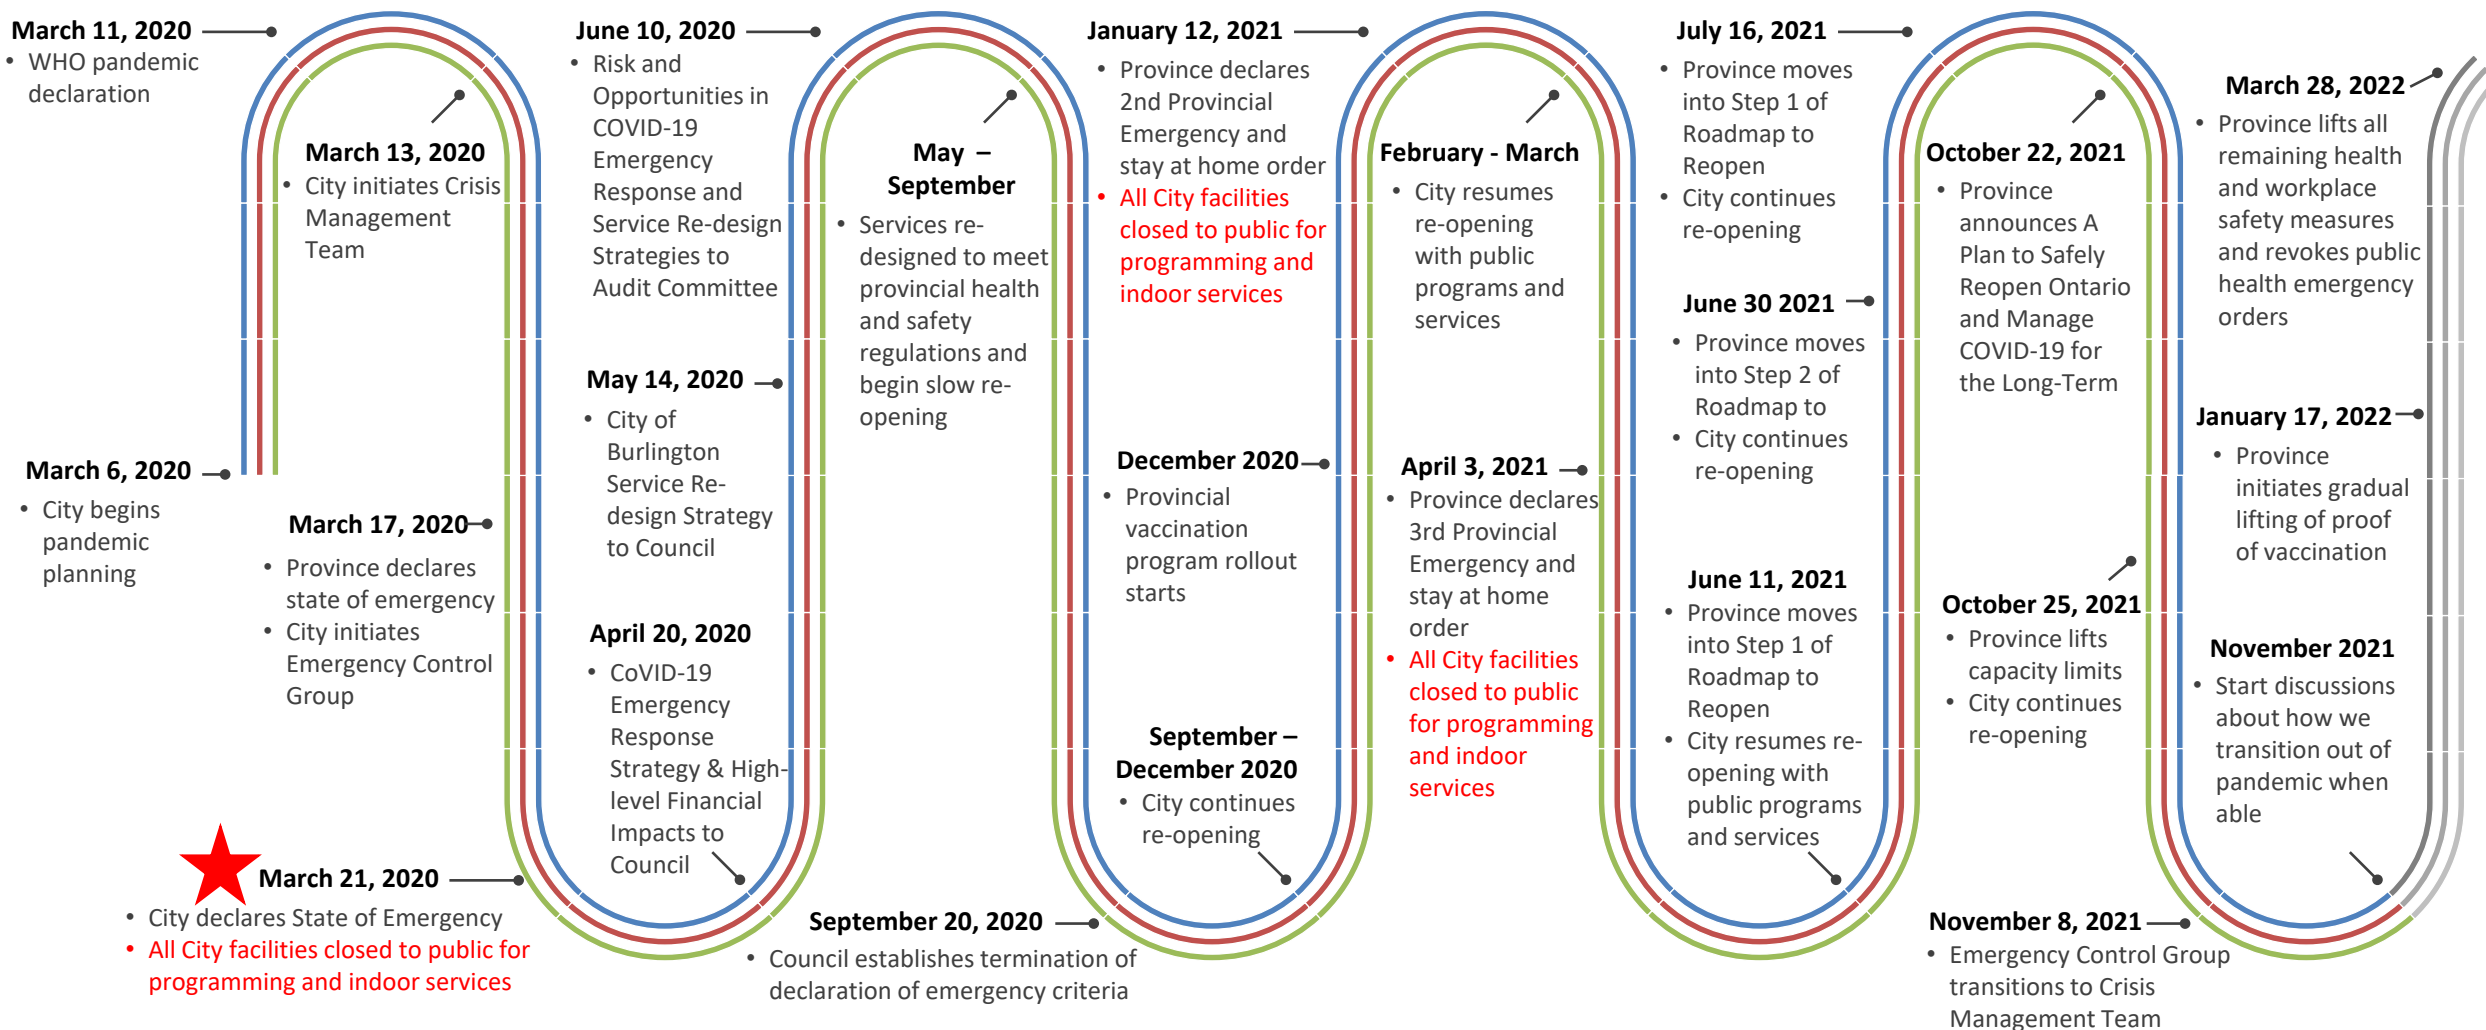 March 11, 2020
• WHO pandemic
declaration
March 13, 2020
• City initiates Crisis
Management
Team
March 6, 2020
• City begins
pandemic
planning
March 17, 2020
• Province declares
state of emergency
• City initiates
Emergency Control
Group
March 21, 2020
• City declares State of Emergency
• All City facilities closed to public for
programming and indoor services
June 10, 2020
• Risk and
Opportunities in
COVID-19
Emergency
Response and
Service Re-design
Strategies to
Audit Committee
May 14, 2020
• City of
Burlington
Service Re-
design Strategy
to Council
April 20, 2020
• CoVID-19
Emergency
Response
Strategy & High-
level Financial
Impacts to
Council
May –
September
• Services re-
designed to meet
provincial health
and safety
regulations and
begin slow re-
opening
September 20, 2020
• Council establishes termination of
declaration of emergency criteria
January 12, 2021
• Province declares
2nd Provincial
Emergency and
stay at home order
• All City facilities
closed to public for
programming and
indoor services
December 2020
• Provincial
vaccination
program rollout
starts
September –
December 2020
• City continues
re-opening
February - March
• City resumes
re-opening
with public
programs and
services
April 3, 2021
• Province declares
3rd Provincial
Emergency and
stay at home
order
• All City facilities
closed to public
for programming
and indoor
services
July 16, 2021
• Province moves
into Step 1 of
Roadmap to
Reopen
• City continues
re-opening
June 30 2021
• Province moves
into Step 2 of
Roadmap to
• City continues
re-opening
June 11, 2021
• Province moves
into Step 1 of
Roadmap to
Reopen
• City resumes re-
opening with
public programs
and services
October 22, 2021
• Province
announces A
Plan to Safely
Reopen Ontario
and Manage
COVID-19 for
the Long-Term
October 25, 2021
• Province lifts
capacity limits
• City continues
re-opening
November 8, 2021
• Emergency Control Group
transitions to Crisis
Management Team
March 28, 2022
• Province lifts all
remaining health
and workplace
safety measures
and revokes public
health emergency
orders
January 17, 2022
• Province
initiates gradual
lifting of proof
of vaccination
November 2021
• Start discussions
about how we
transition out of
pandemic when
able